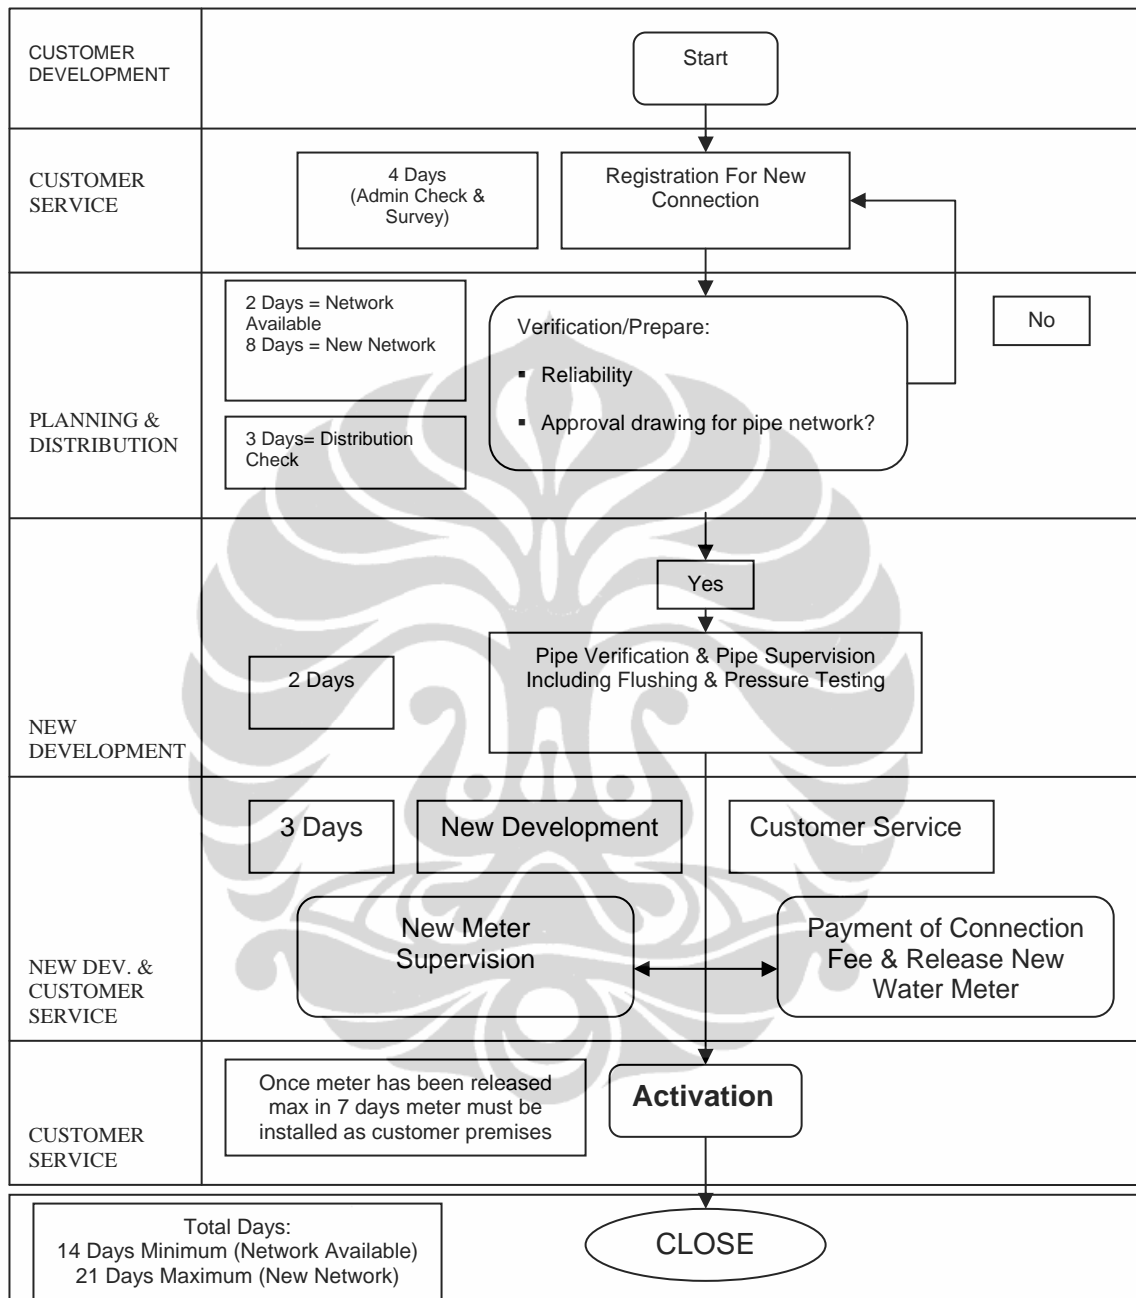 CUSTOMER
DEVELOPMENT
Start
CUSTOMER
SERVICE
4 Days
(Admin Check &
Survey)
Registration For New
Connection
PLANNING &
DISTRIBUTION
2 Days = Network
Available
8 Days = New Network
3 Days= Distribution
Check
Verification/Prepare:
▪ Reliability
▪ Approval drawing for pipe network?
No
Yes
NEW
DEVELOPMENT
2 Days
Pipe Verification & Pipe Supervision
Including Flushing & Pressure Testing
NEW DEV. &
CUSTOMER
SERVICE
3 Days
New Development
Customer Service
New Meter
Supervision
Payment of Connection
Fee & Release New
Water Meter
CUSTOMER
SERVICE
Once meter has been released
max in 7 days meter must be
installed as customer premises
Activation
Total Days:
14 Days Minimum (Network Available)
21 Days Maximum (New Network)
CLOSE